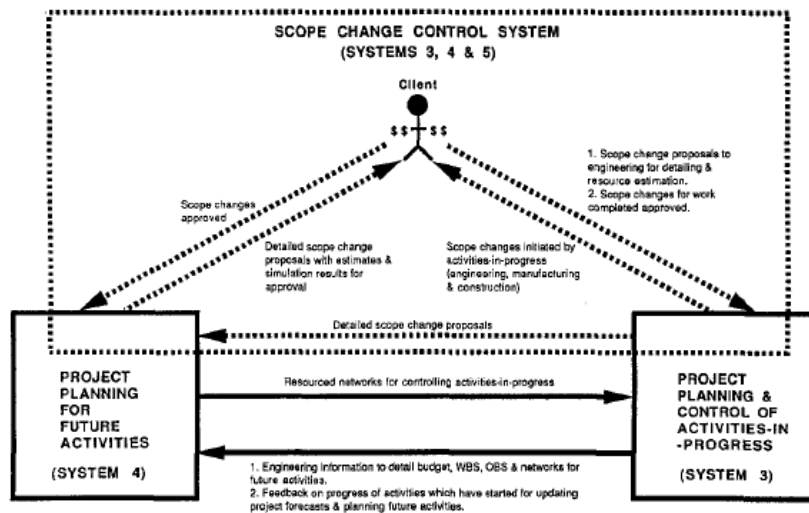 SCOPE CHANGE CONTROL SYSTEM
(SYSTEMS 3, 4 & 5)
Client
$$ $$
1. Scope change proposals to
engineering for detailing &
resource estimation.
2. Scope changes for work
completed approved.
Scope changes
approved
Detailed scope change
proposals with estimates &
simulation results for
approval
Scope changes initiated by
activities-in-progress
(engineering, manufacturing
& construction)
Detailed scope change proposals
PROJECT
PLANNING
FOR
FUTURE
ACTIVITIES
(SYSTEM 4)
Resourced networks for controlling activities-in-progress
PROJECT
PLANNING &
CONTROL OF
ACTIVITIES-IN
-PROGRESS
(SYSTEM 3)
1. Engineering information to detail budget, WBS, OBS & networks for
future activities.
2. Feedback on progress of activities which have started for updating
project forecasts & planning future activities.